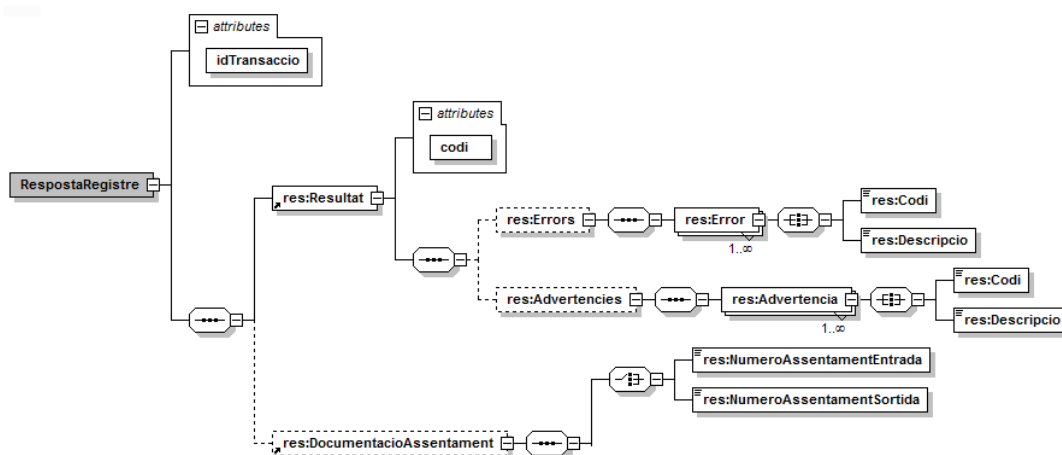 attributes
idTransaccio
attributes
codi
RespostaRegistre
res:Resultat
res:Errors
res:Error
1..∞
res:Codi
res:Descripcio
res:Advertencies
res:Advertencia
1..∞
res:Codi
res:Descripcio
res:NumeroAssentamentEntrada
res:NumeroAssentamentSortida
res:DocumentacioAssentament